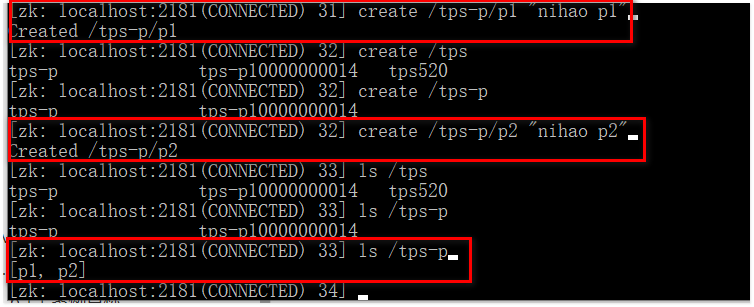 [zk: localhost:2181(CONNECTED) 31] create /tps-p/p1 "nihao p1"
Created /tps-p/p1
[zk: localhost:2181(CONNECTED) 32] create /tps
tps-p tps-p10000000014 tps520
[zk: localhost:2181(CONNECTED) 32] create /tps-p
tps-p tps-p10000000014
[zk: localhost:2181(CONNECTED) 32] create /tps-p/p2 "nihao p2"
Created /tps-p/p2
[zk: localhost:2181(CONNECTED) 33] ls /tps
tps-p tps-p10000000014 tps520
[zk: localhost:2181(CONNECTED) 33] ls /tps-p
tps-p tps-p10000000014
[zk: localhost:2181(CONNECTED) 33] ls /tps-p
[p1, p2]
[zk: localhost:2181(CONNECTED) 34]